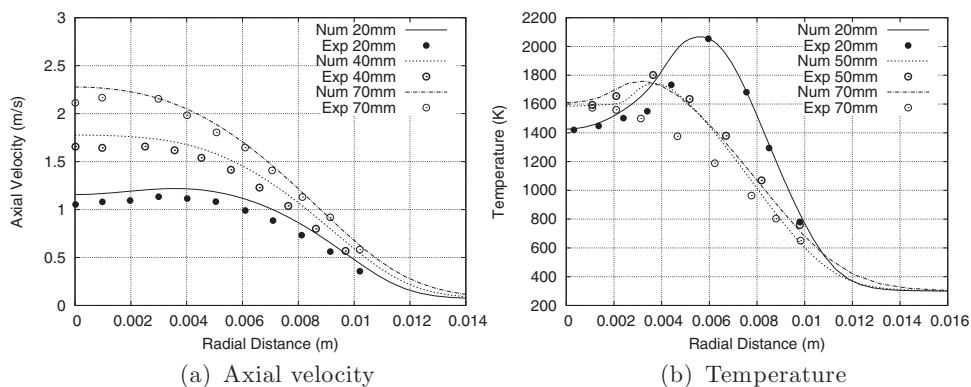 3
2.5
2
1.5
1
0.5
0
Axial Velocity (m/s)
Num 20mm
Exp 20mm
Num 40mm
Exp 40mm
Num 70mm
Exp 70mm
0 0.002 0.004 0.006 0.008 0.01 0.012 0.014
Radial Distance (m)
(a) Axial velocity
2200
2000
1800
1600
1400
1200
1000
800
600
400
200
Temperature (K)
Num 20mm
Exp 20mm
Num 50mm
Exp 50mm
Num 70mm
Exp 70mm
0 0.002 0.004 0.006 0.008 0.01 0.012 0.014 0.016
Radial Distance (m)
(b) Temperature